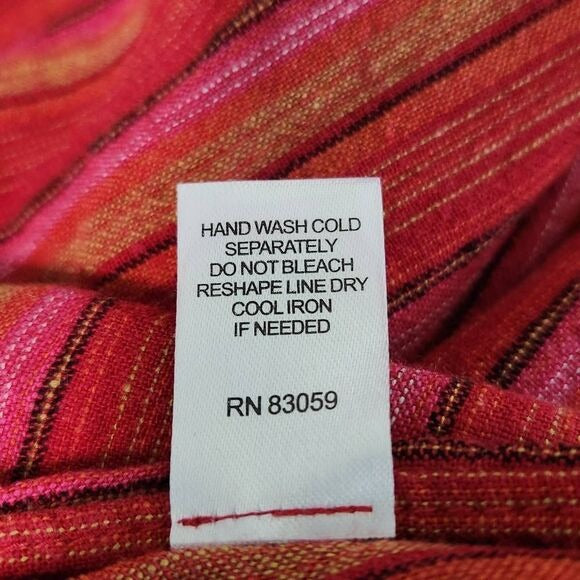 HAND WASH COLD
SEPARATELY
DO NOT BLEACH
RESHAPE LINE DRY
COOL IRON
IF NEEDED
RN 83059